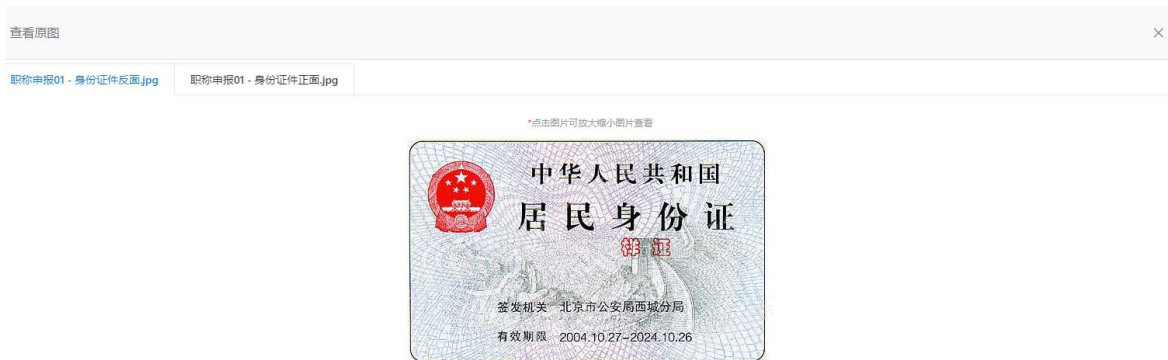 查看原图
职称申报01 - 身份证件反面.jpg 职称申报01 - 身份证件正面.jpg
*点击图片可放大缩小图片查看
中华人民共和国
居民身份证
样证
签发机关 北京市公安局西城分局
有效期限 2004.10.27-2024.10.26